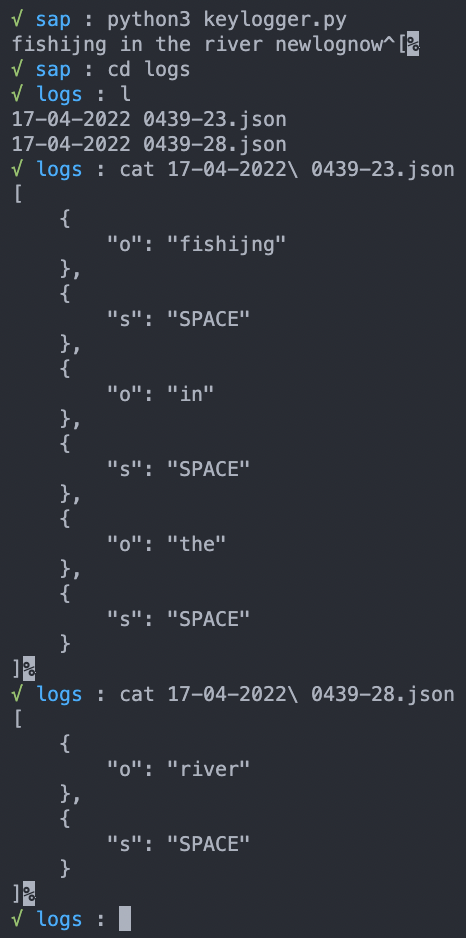 √ sap : python3 keylogger.py
fishijng in the river newlognow^[%
√ sap : cd logs
√ logs : l
17-04-2022 0439-23.json
17-04-2022 0439-28.json
√ logs : cat 17-04-2022\ 0439-23.json
[
    {
        "o": "fishijng"
    },
    {
        "s": "SPACE"
    },
    {
        "o": "in"
    },
    {
        "s": "SPACE"
    },
    {
        "o": "the"
    },
    {
        "s": "SPACE"
    }
]%
√ logs : cat 17-04-2022\ 0439-28.json
[
    {
        "o": "river"
    },
    {
        "s": "SPACE"
    }
]%
√ logs :